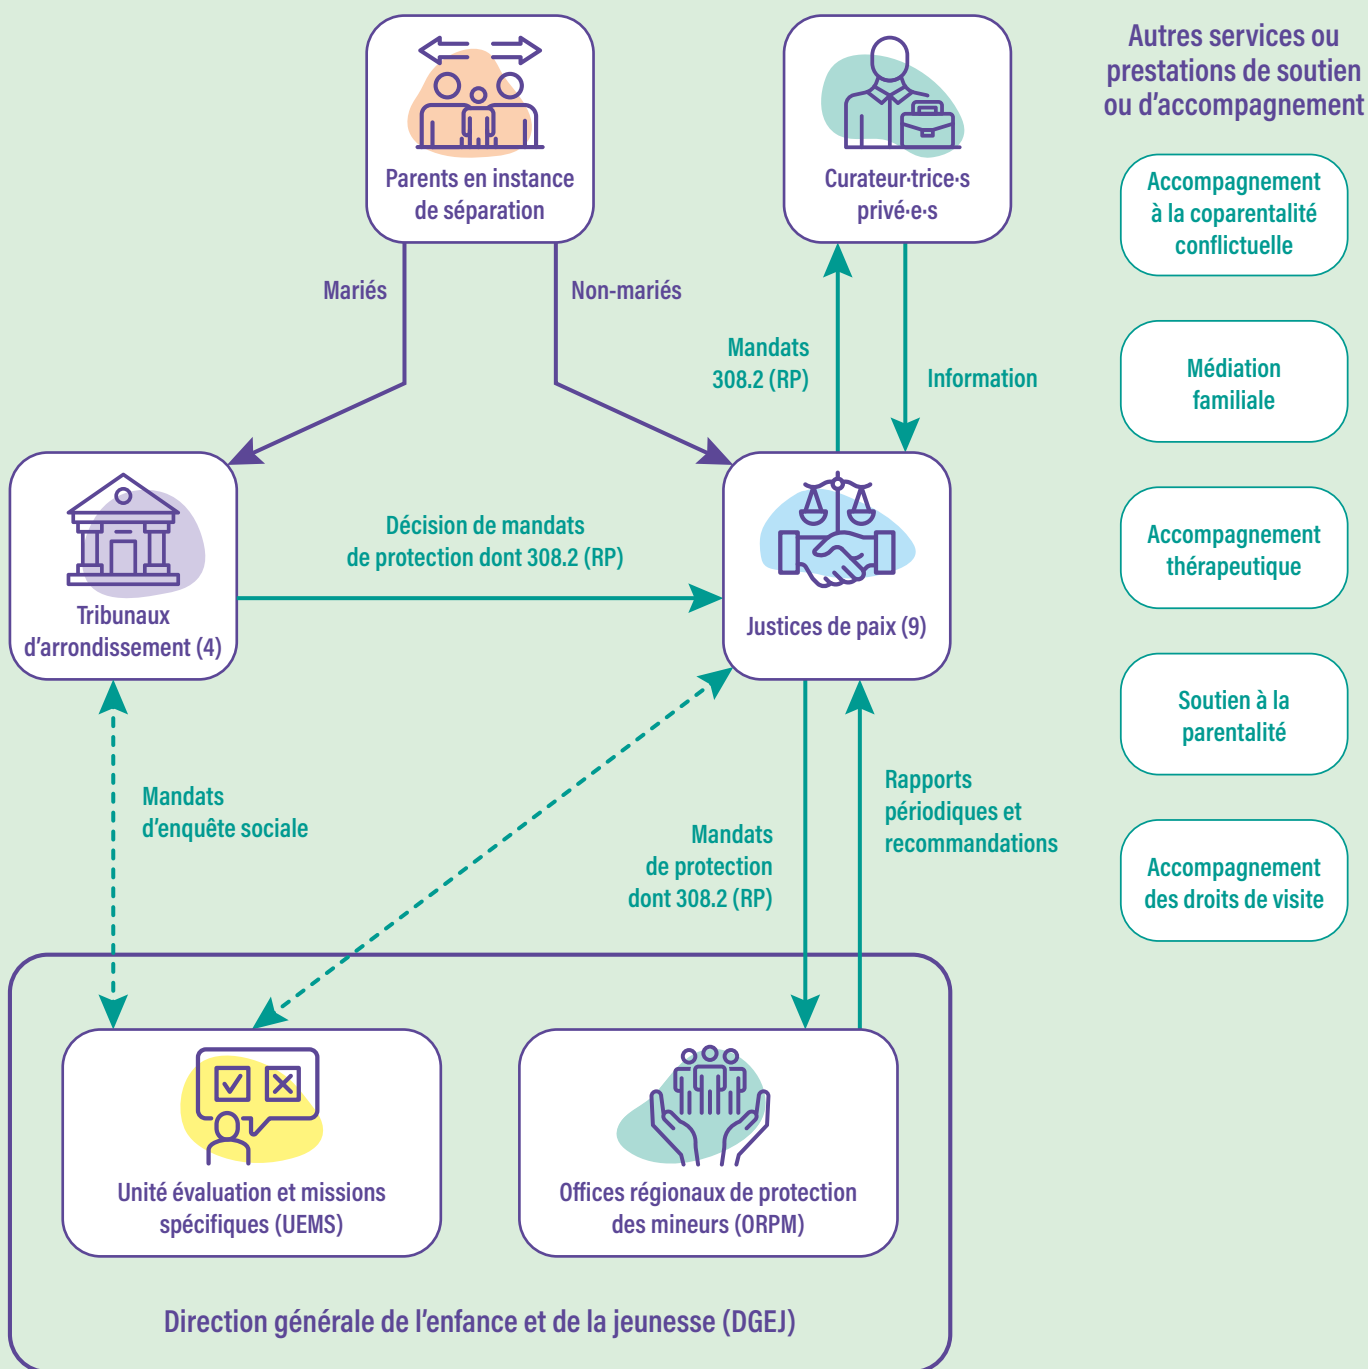 Parents en instance
de séparation
Curateur·trice·s
privé·e·s
Autres services ou
prestations de soutien
ou d'accompagnement
Accompagnement
à la coparentalité
conflictuelle
Mariés
Non-mariés
Mandats
308.2 (RP)
Information
Médiation
familiale
Tribunaux
d'arrondissement (4)
Décision de mandats
de protection dont 308.2 (RP)
Justices de paix (9)
Accompagnement
thérapeutique
Soutien à la
parentalité
Mandats
d'enquête sociale
Mandats
de protection
dont 308.2 (RP)
Rapports
périodiques et
recommandations
Accompagnement
des droits de visite
Unité évaluation et missions
spécifiques (UEMS)
Offices régionaux de protection
des mineurs (ORPM)
Direction générale de l'enfance et de la jeunesse (DGEJ)